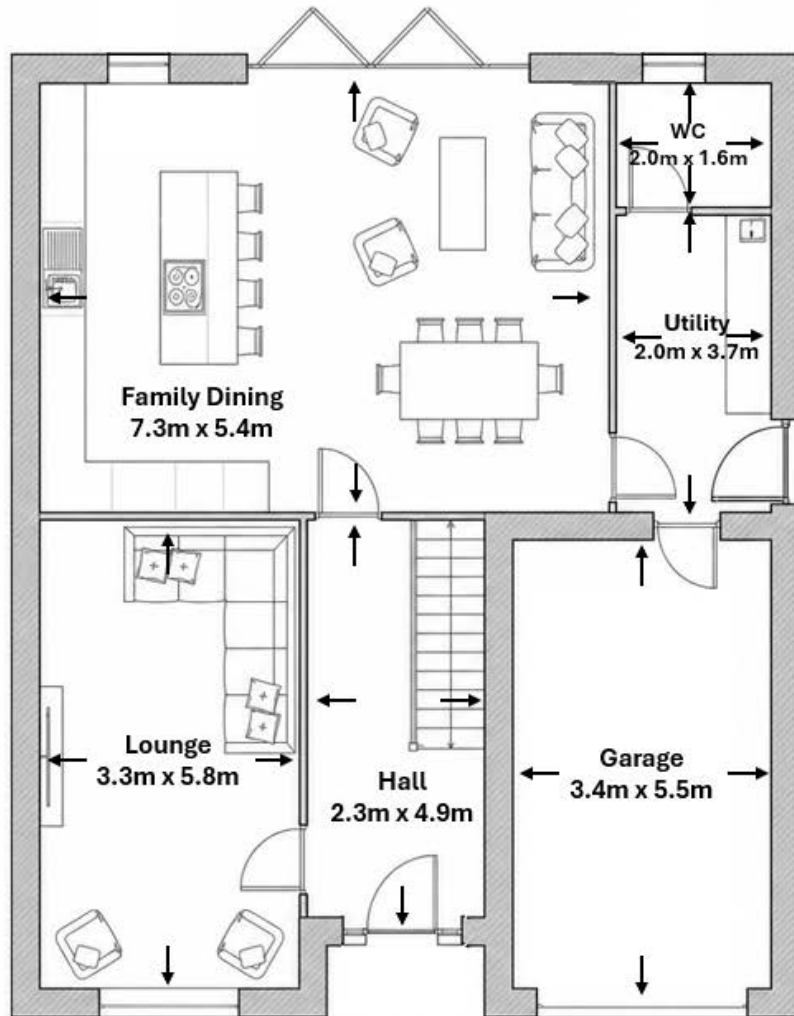 WC
2.0m x 1.6m
Utility
2.0m x 3.7m
Family Dining
7.3m x 5.4m
Lounge
3.3m x 5.8m
Hall
2.3m x 4.9m
Garage
3.4m x 5.5m